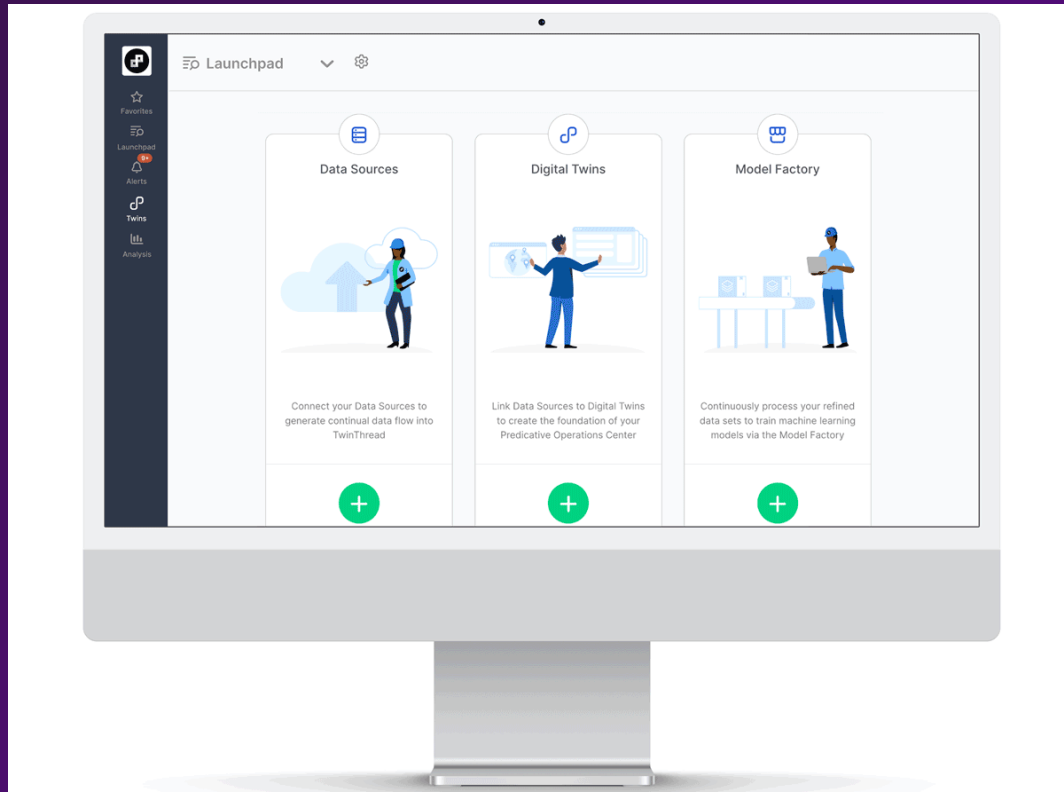 Launchpad
Favorites
Launchpad
9+
Alerts
Twins
Analysis
Data Sources
Connect your Data Sources to
generate continual data flow into
TwinThread
Digital Twins
Link Data Sources to Digital Twins
to create the foundation of your
Predicative Operations Center
Model Factory
Continuously process your refined
data sets to train machine learning
models via the Model Factory